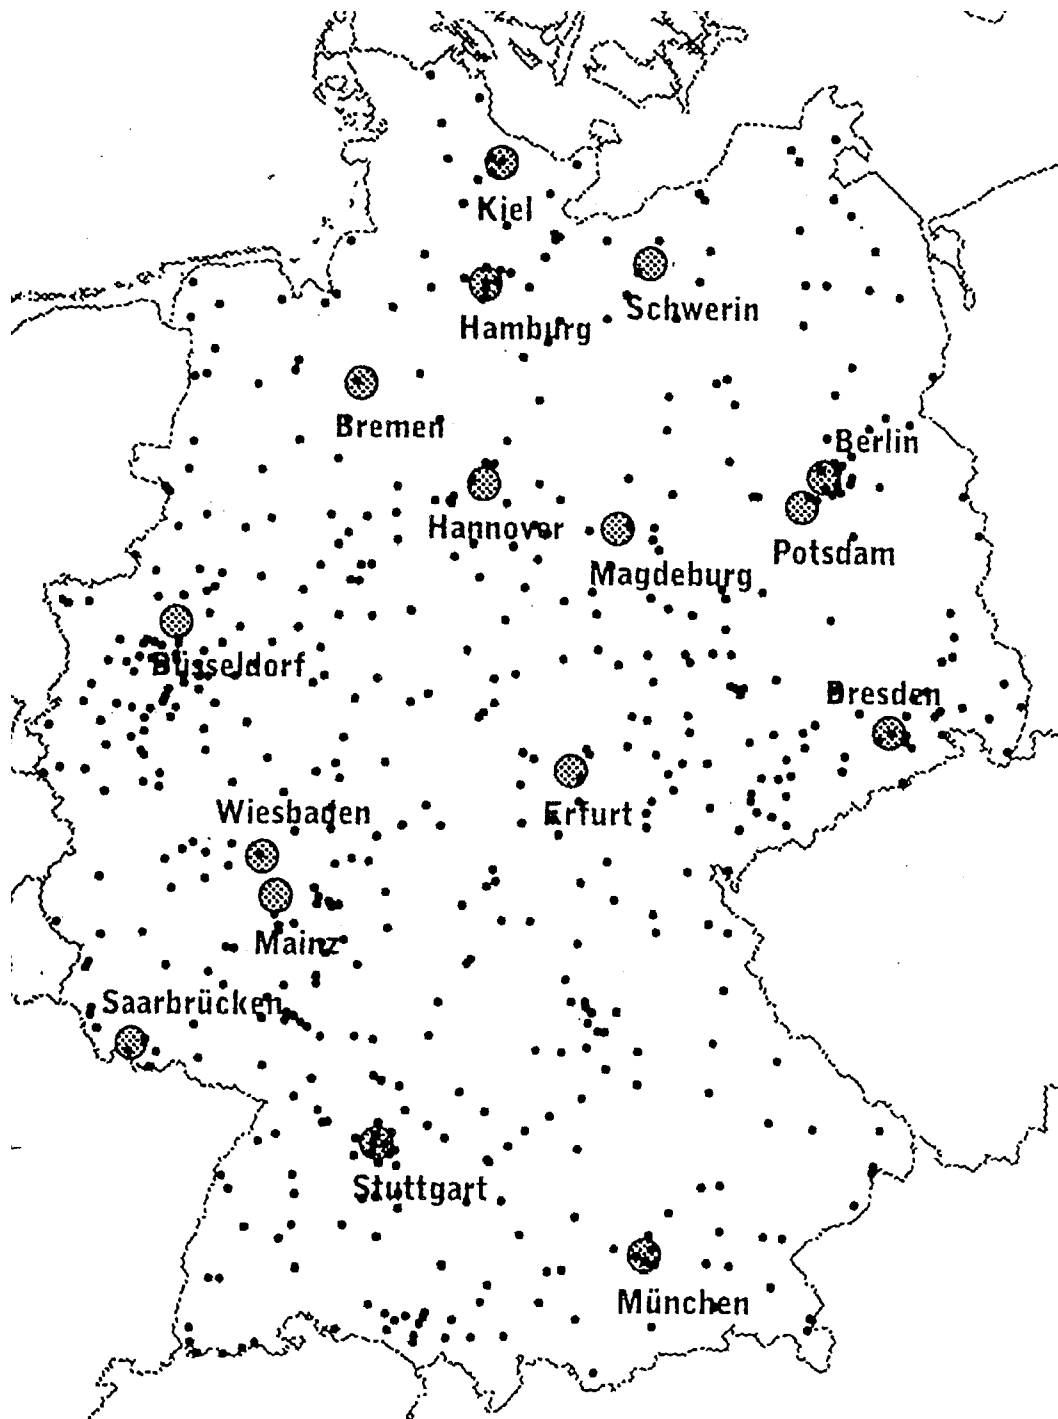 Kiel
Schwerin
Hamburg
Bremen
Berlin
Hannover
Potsdam
Magdeburg
Düsseldorf
Dresden
Wiesbaden
Erfurt
Mainz
Saarbrücken
Stuttgart
München